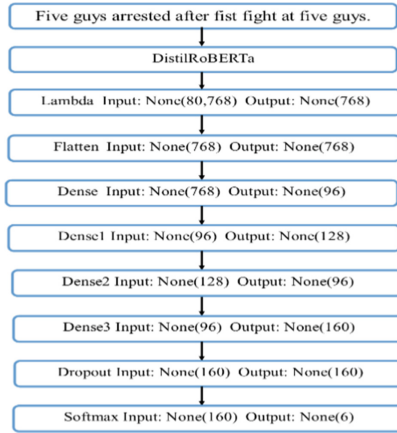 Five guys arrested after fist fight at five guys.
DistilRoBERTa
Lambda Input: None(80,768) Output: None(768)
Flatten Input: None(768) Output: None(768)
Dense Input: None(768) Output: None(96)
Dense1 Input: None(96) Output: None(128)
Dense2 Input: None(128) Output: None(96)
Dense3 Input: None(96) Output: None(160)
Dropout Input: None(160) Output: None(160)
Softmax Input: None(160) Output: None(6)